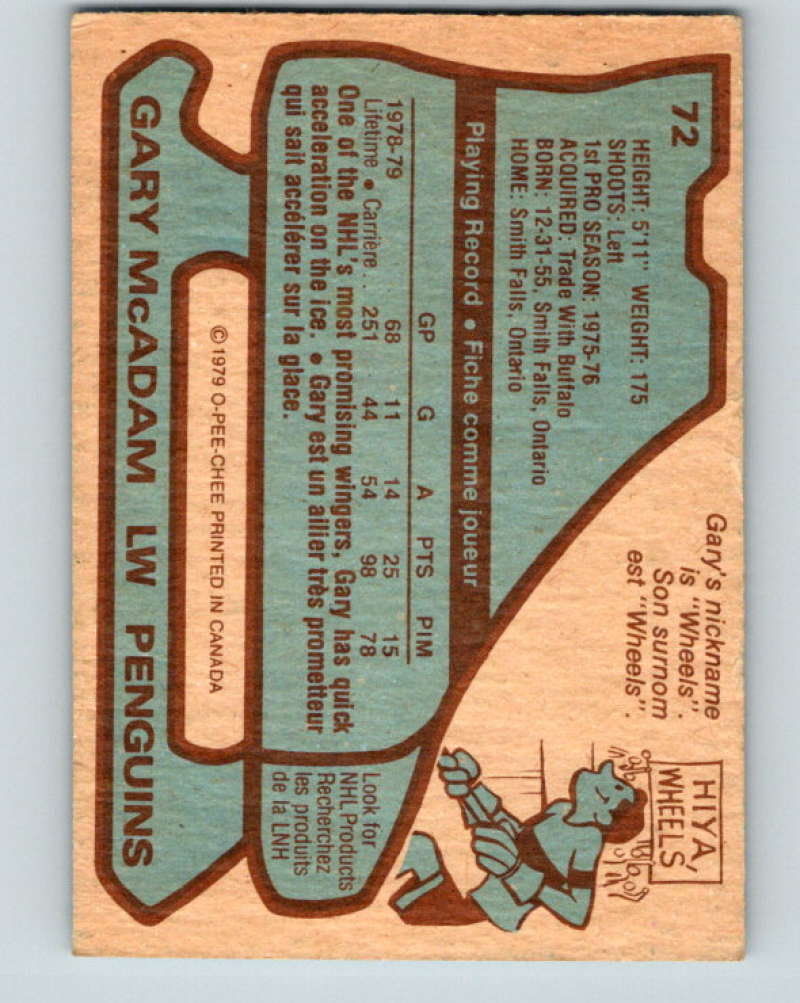 72
HEIGHT: 5'11" WEIGHT: 175
SHOOTS: Left
1st PRO SEASON: 1975-76
ACQUIRED: Trade With Buffalo
BORN: 12-31-55, Smith Falls, Ontario
HOME: Smith Falls, Ontario
Gary's nickname
is "Wheels".
Son surnom
est "Wheels".
HIYA,
WHEELS
Playing Record • Fiche comme joueur
GP G A PTS PIM
1978-79 68 11 14 25 15
Lifetime • Carrière . 251 44 54 98 78
One of the NHL's most promising wingers, Gary has quick
acceleration on the ice. • Gary est un ailier très prometteur
qui sait accélérer sur la glace.
Look for
NHL Products
Recherchez
les produits
de la LNH
©1979 O-PEE-CHEE PRINTED IN CANADA
GARY McADAM LW PENGUINS